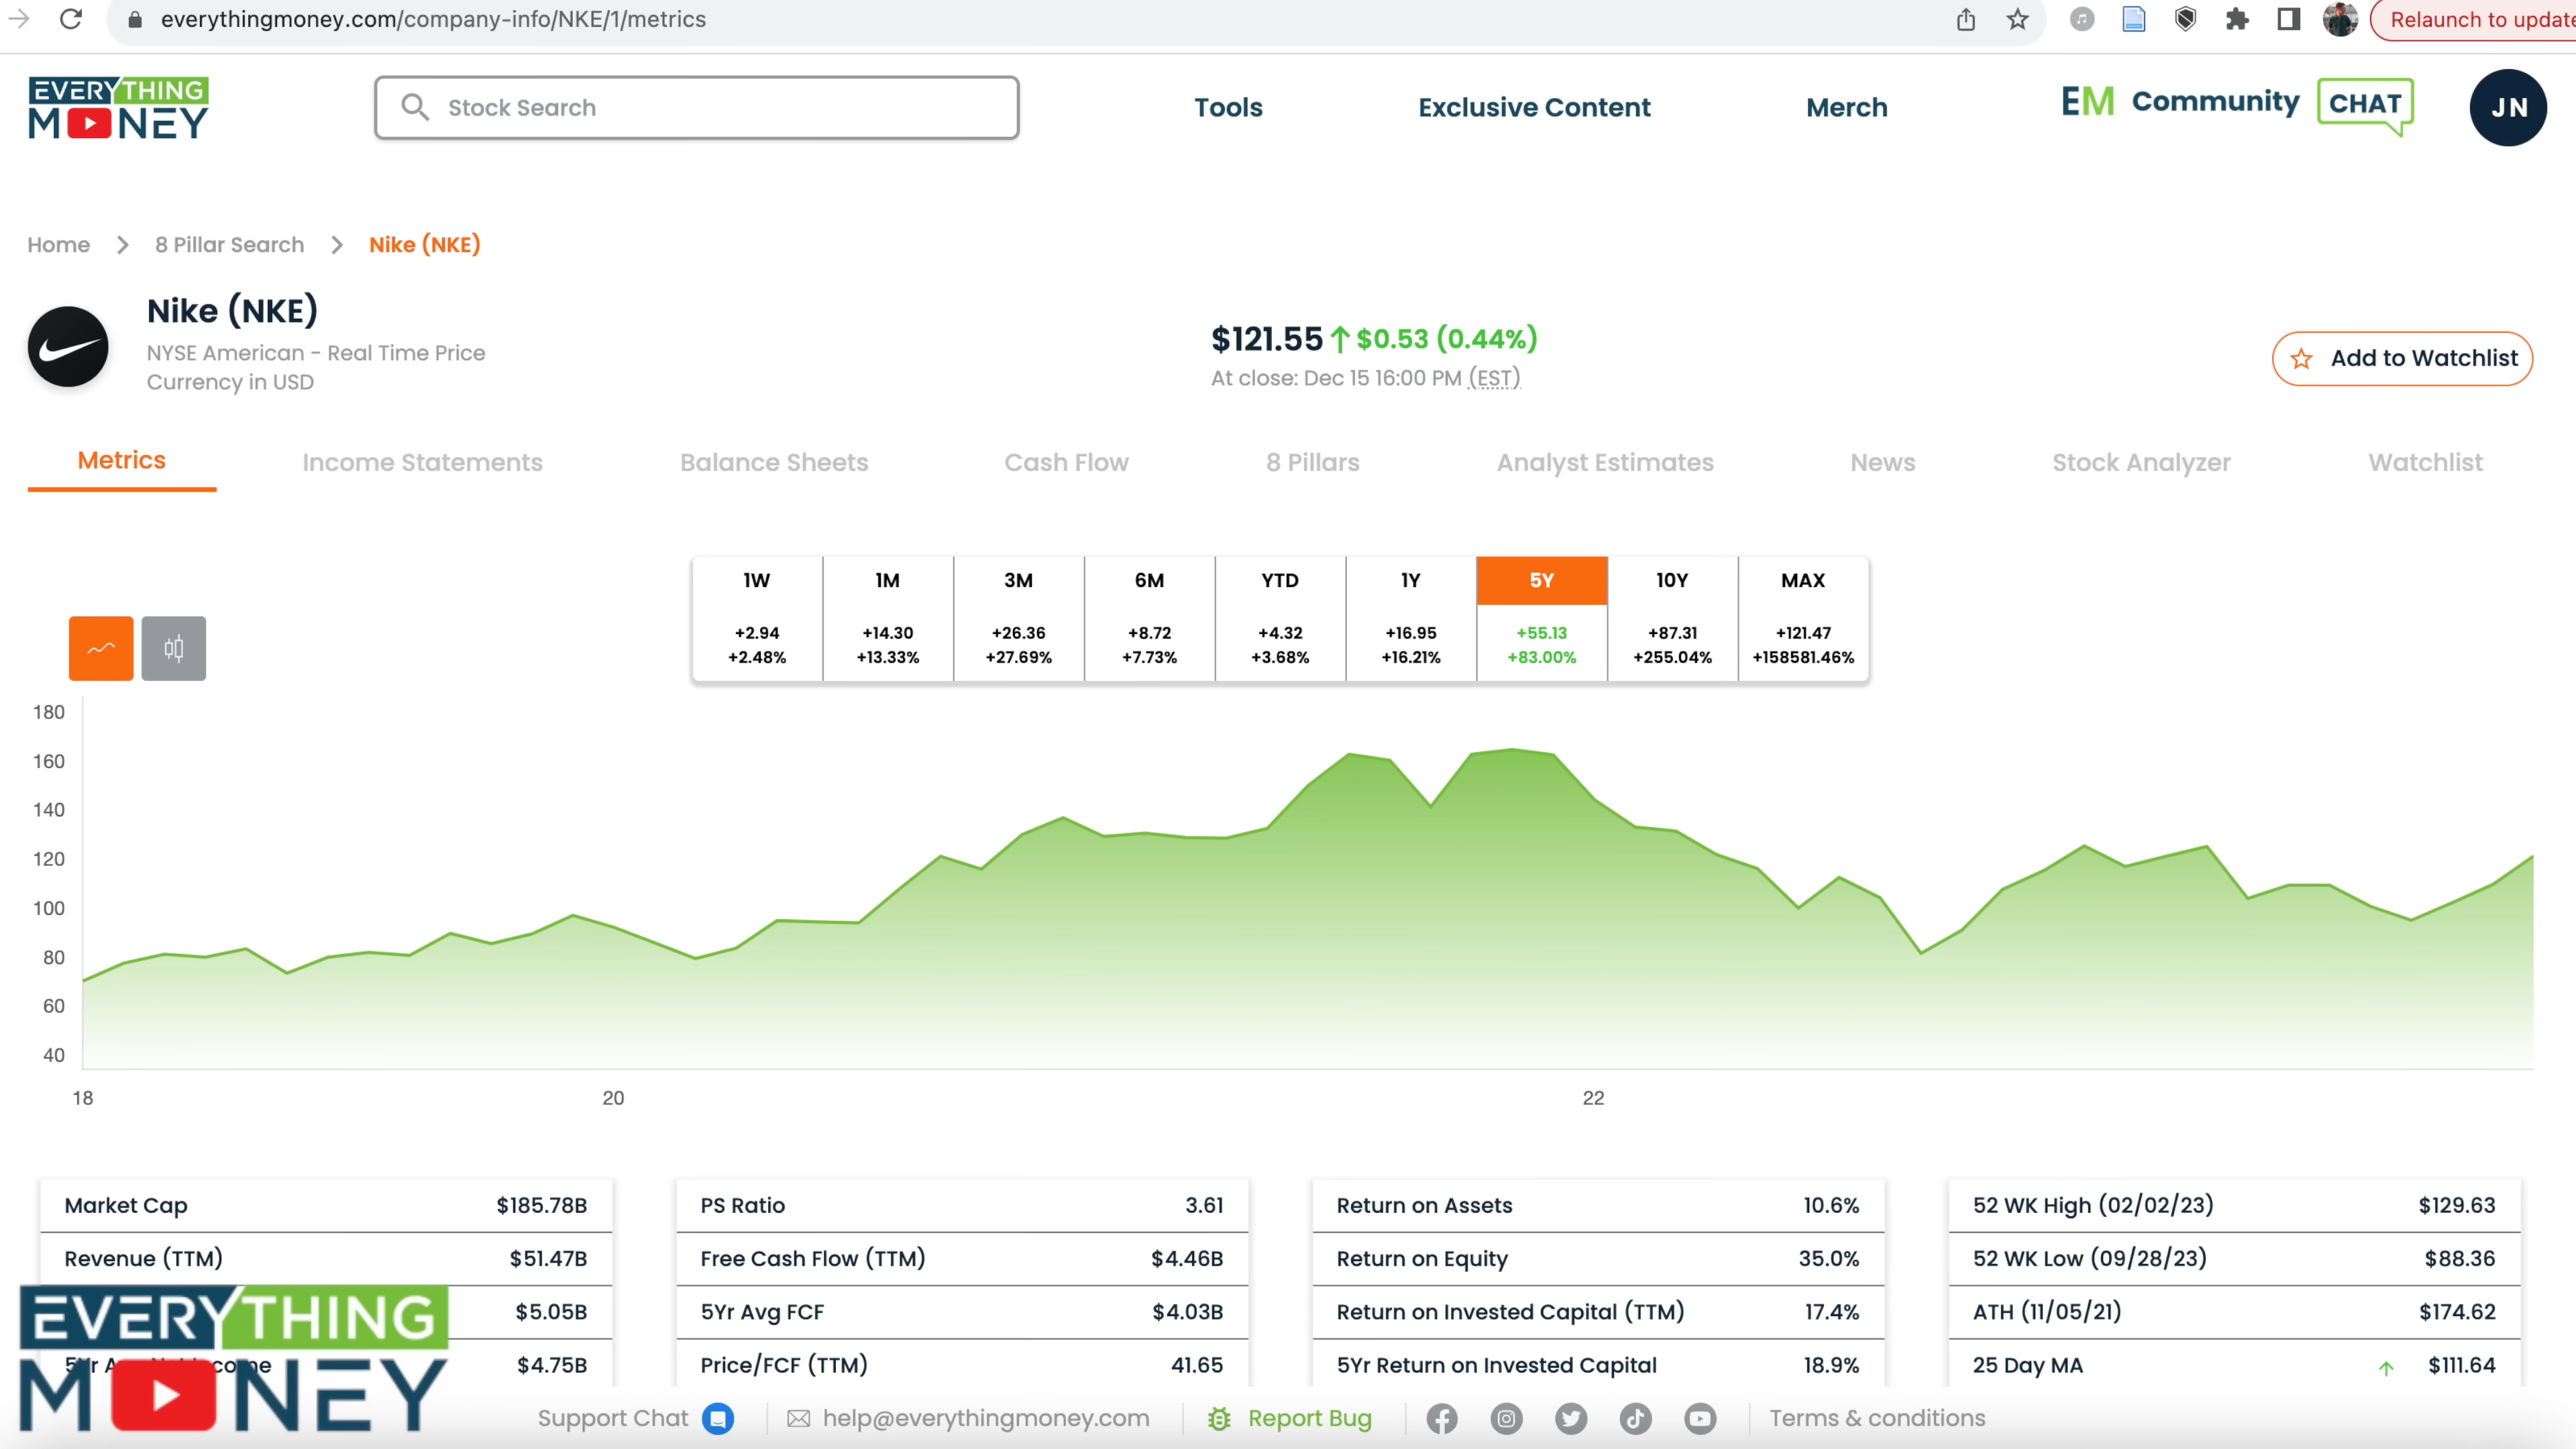 everythingmoney.com/company-info/NKE/1/metrics
Relaunch to update
EVERYTHING
MONEY
Stock Search
Tools
Exclusive Content
Merch
EM Community CHAT
JN
Home
8 Pillar Search
Nike (NKE)
Nike (NKE)
NYSE American - Real Time Price
Currency in USD
$121.55 $0.53 (0.44%)
At close: Dec 15 16:00 PM (EST)
Add to Watchlist
Metrics
Income Statements
Balance Sheets
Cash Flow
8 Pillars
Analyst Estimates
News
Stock Analyzer
Watchlist
1W 1M 3M 6M YTD 1Y 5Y 10Y MAX
+2.94 +14.30 +26.36 +8.72 +4.32 +16.95 +55.13 +87.31 +121.47
+2.48% +13.33% +27.69% +7.73% +3.68% +16.21% +83.00% +255.04% +158581.46%
180
160
140
120
100
80
60
40
18 20 22
Market Cap $185.78B
Revenue (TTM) $51.47B
$5.05B
$4.75B
PS Ratio 3.61
Free Cash Flow (TTM) $4.46B
5Yr Avg FCF $4.03B
Price/FCF (TTM) 41.65
Return on Assets 10.6%
Return on Equity 35.0%
Return on Invested Capital (TTM) 17.4%
5Yr Return on Invested Capital 18.9%
52 WK High (02/02/23) $129.63
52 WK Low (09/28/23) $88.36
ATH (11/05/21) $174.62
25 Day MA $111.64
EVERYTHING
MONEY
Support Chat
help@everythingmoney.com
Report Bug
Terms & conditions